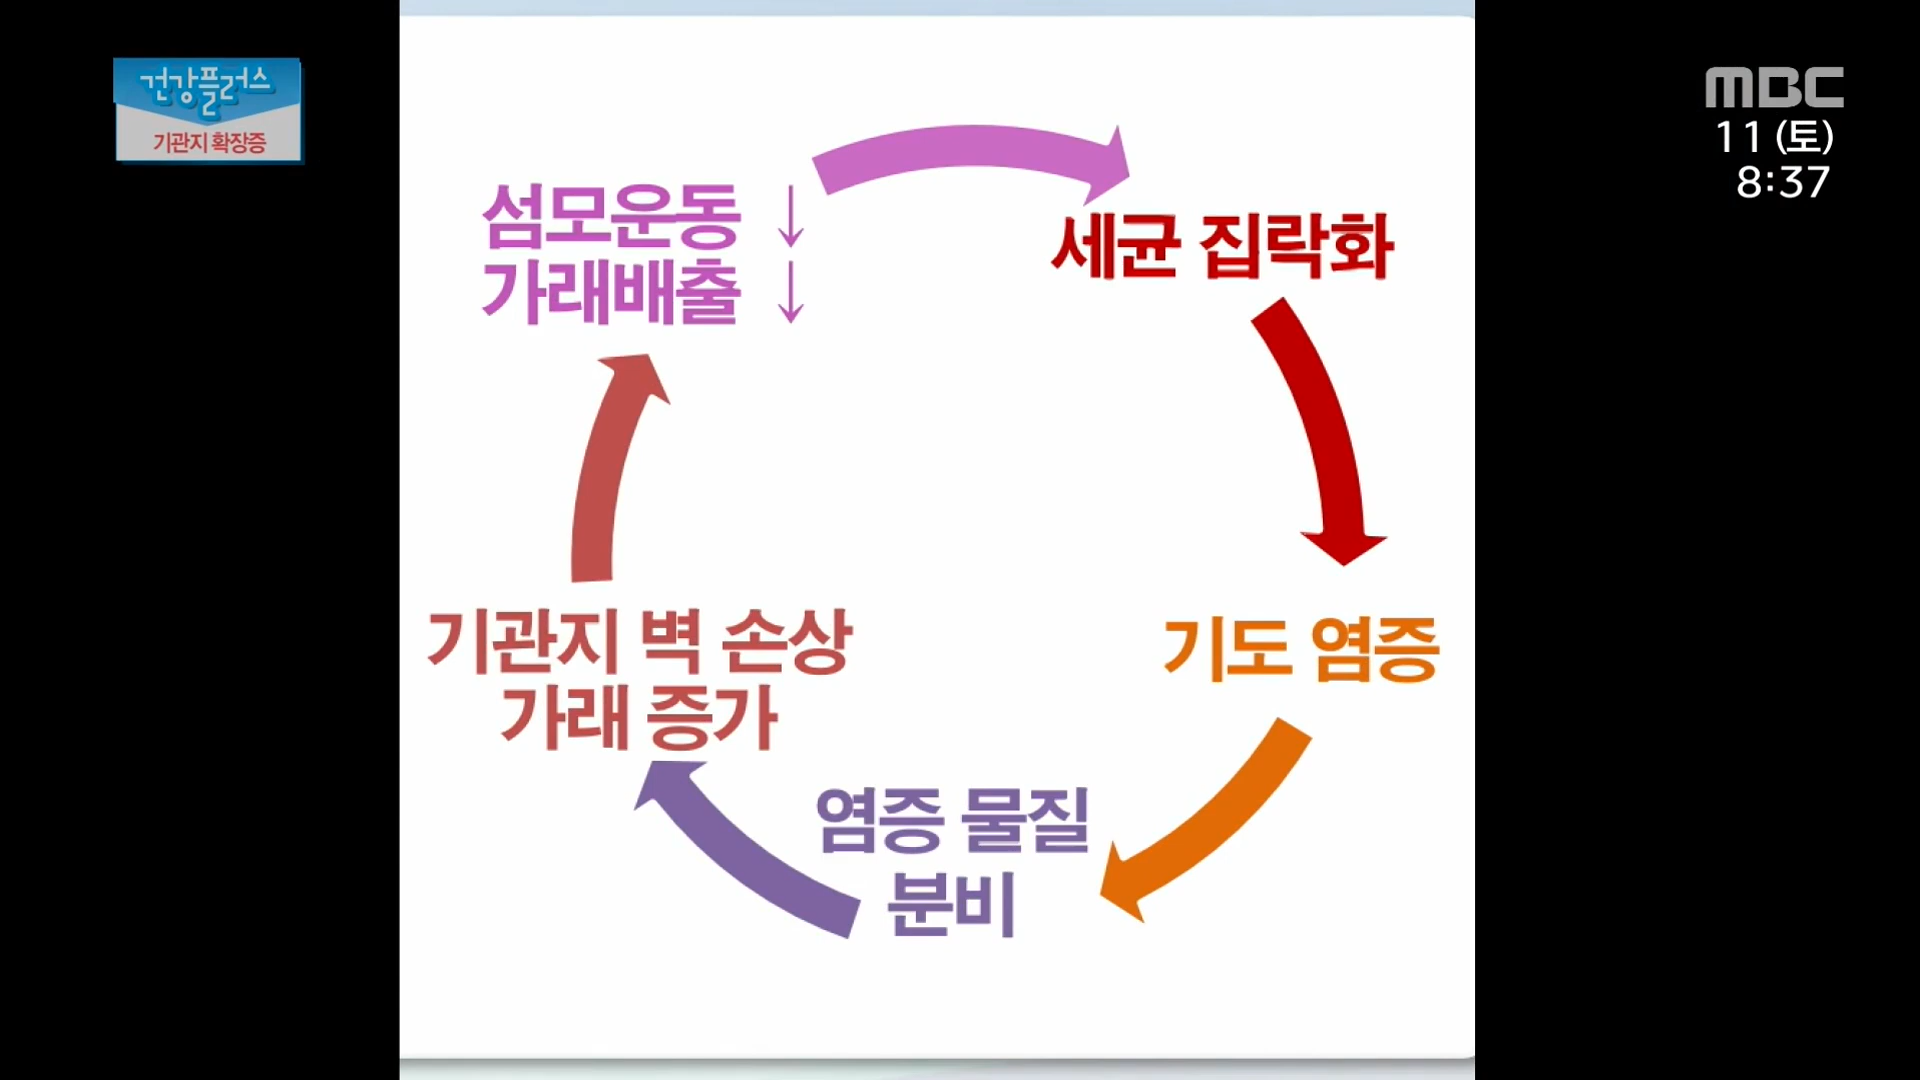 건강플러스
기관지 확장증
MBC
11 (토)
8:37
섬모운동 ↓
가래배출 ↓
세균 집락화
기도 염증
염증 물질
분비
기관지 벽 손상
가래 증가